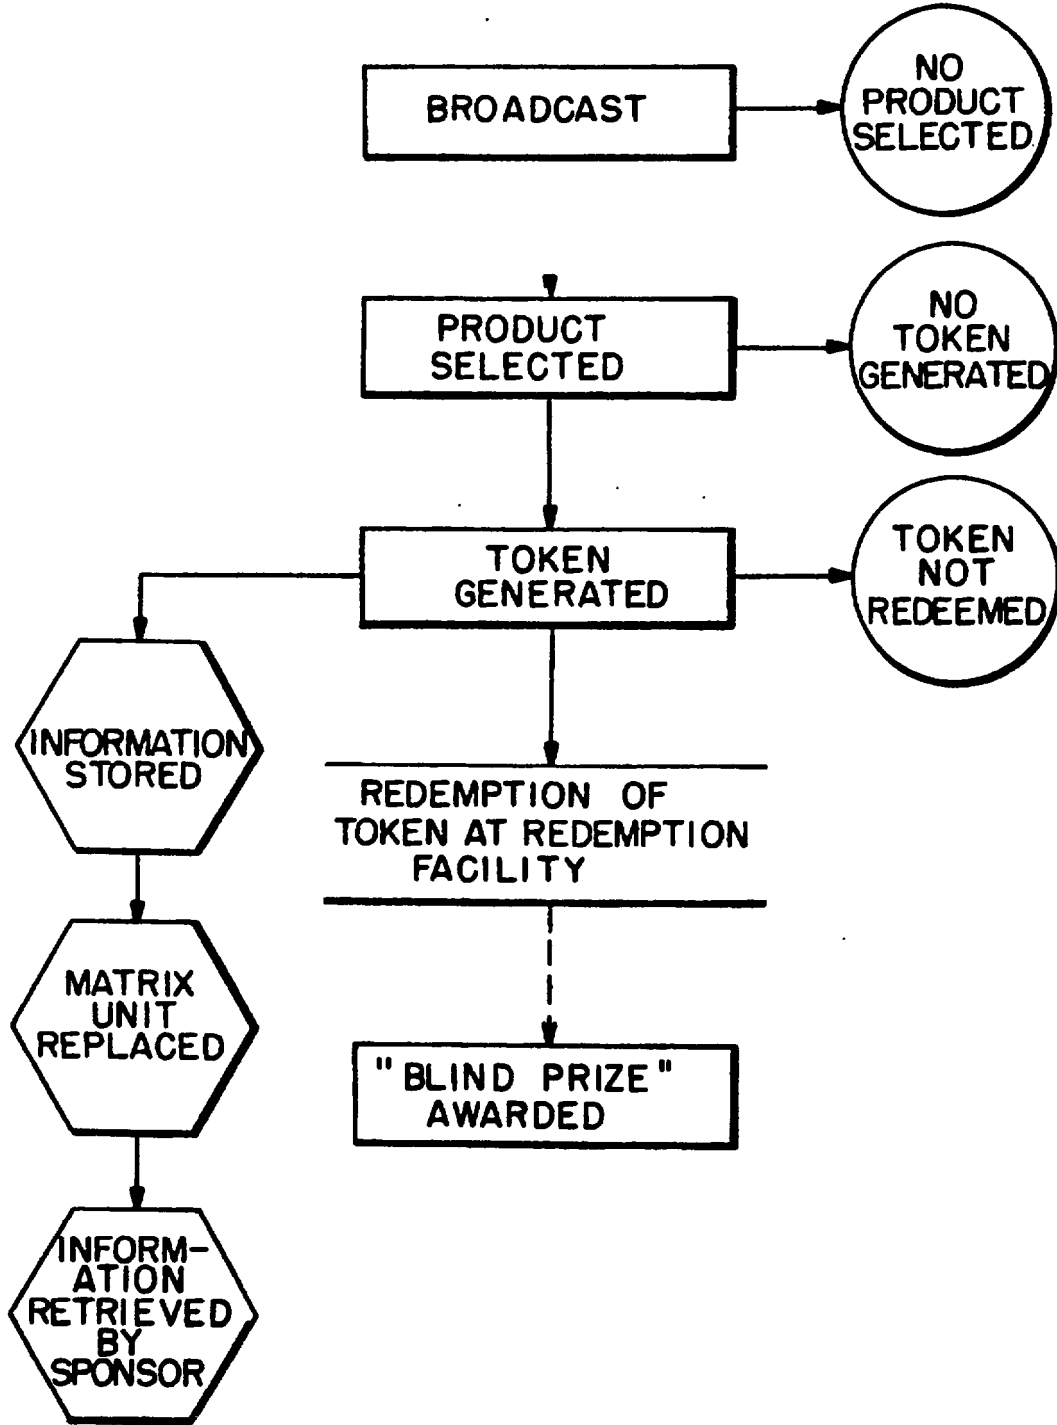 BROADCAST
NO
PRODUCT
SELECTED
PRODUCT
SELECTED
NO
TOKEN
GENERATED
TOKEN
GENERATED
TOKEN
NOT
REDEEMED
INFORMATION
STORED
REDEMPTION OF
TOKEN AT REDEMPTION
FACILITY
MATRIX
UNIT
REPLACED
"BLIND PRIZE"
AWARDED
INFORM-
ATION
RETRIEVED
BY
SPONSOR